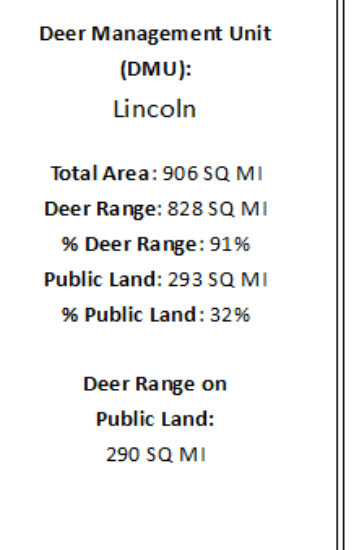 Deer Management Unit
(DMU):
Lincoln
Total Area: 906 SQ MI
Deer Range: 828 SQ MI
% Deer Range: 91%
Public Land: 293 SQ MI
% Public Land: 32%
Deer Range on
Public Land:
290 SQ MI